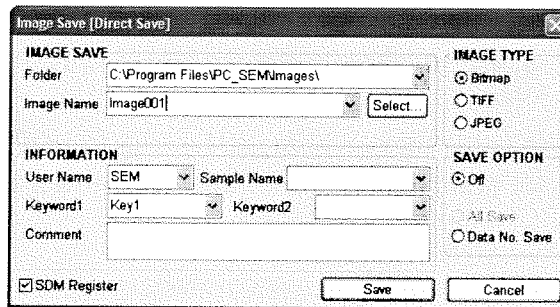 Image Save [Direct Save]
IMAGE SAVE
Folder C:\Program Files\PC_SEM\Images\
Image Name Image001 Select...
IMAGE TYPE
Bitmap
TIFF
JPEG
INFORMATION
User Name SEM Sample Name
Keyword1 Key1 Keyword2
Comment
SAVE OPTION
Off
All Save
Data No. Save
SDM Register Save Cancel